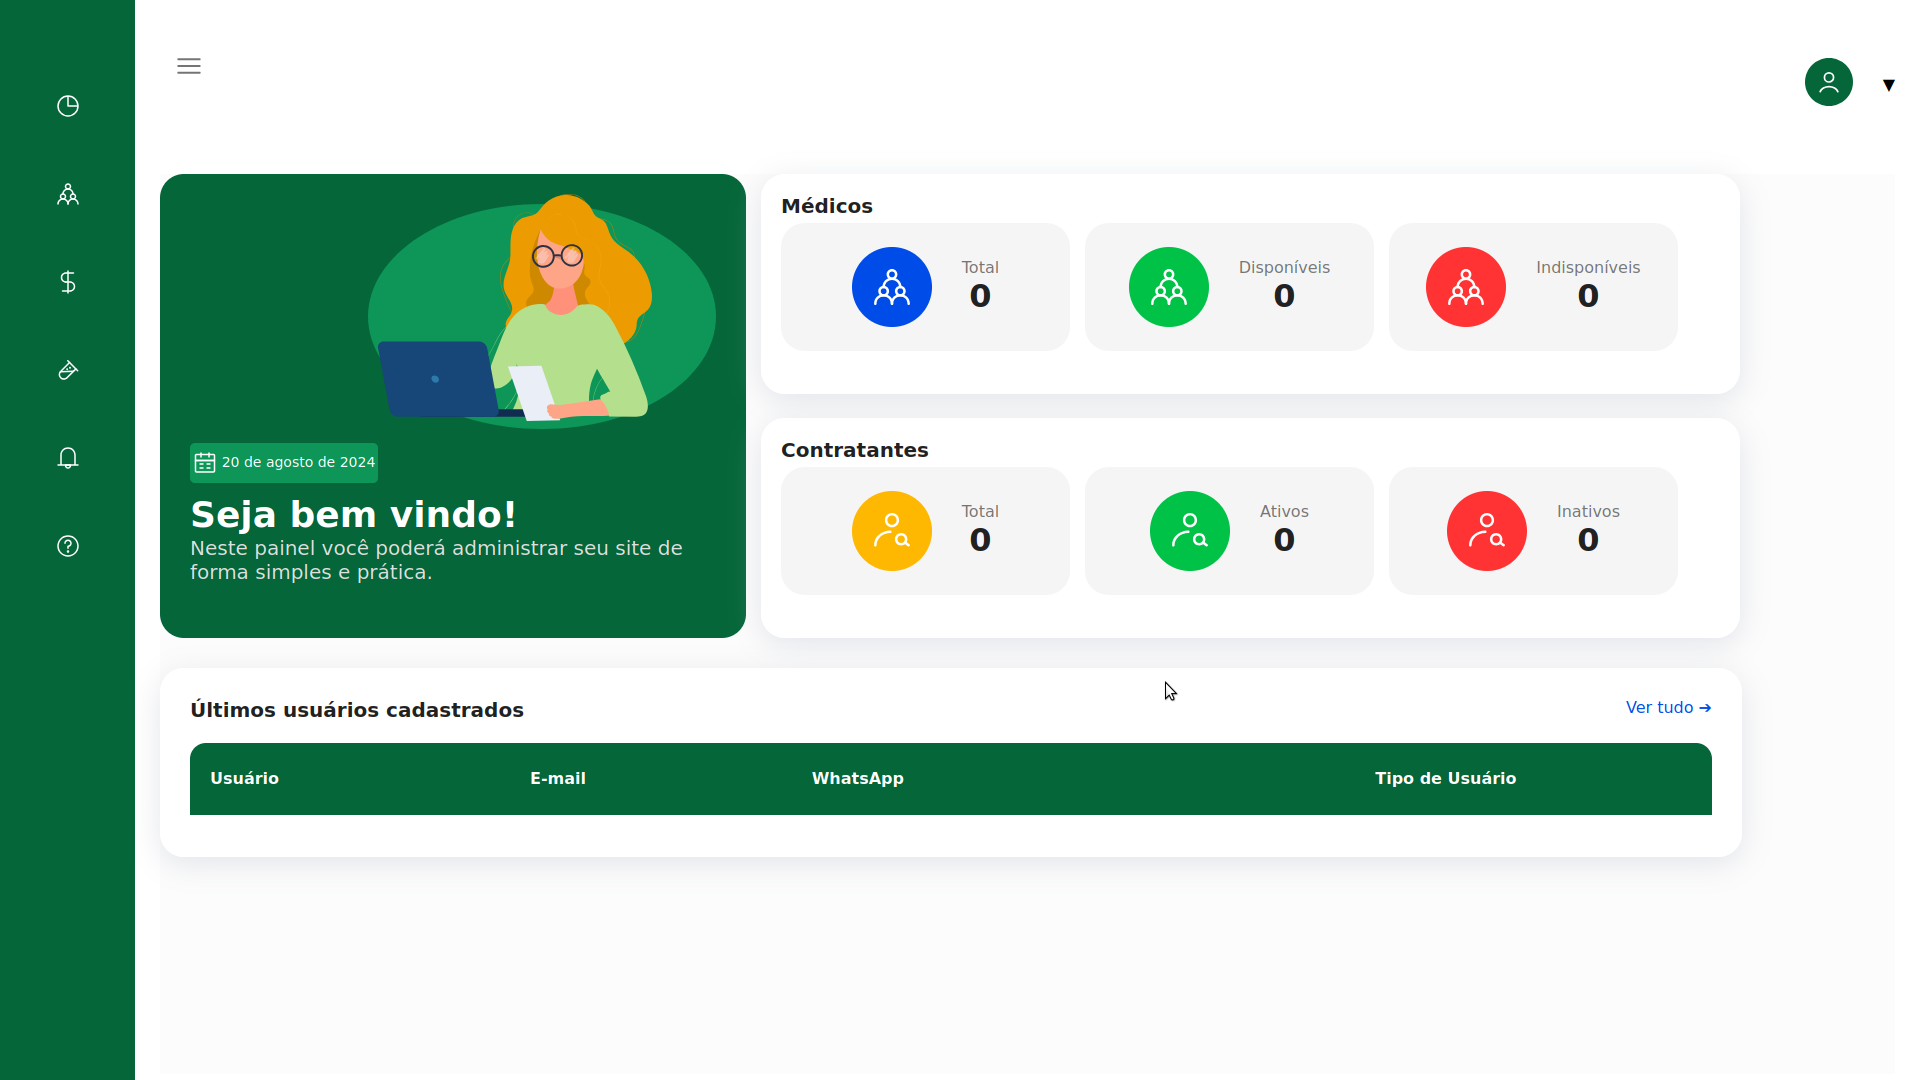 20 de agosto de 2024
Seja bem vindo!
Neste painel você poderá administrar seu site de
forma simples e prática.
Médicos
Total
0
Disponíveis
0
Indisponíveis
0
Contratantes
Total
0
Ativos
0
Inativos
0
Últimos usuários cadastrados
Ver tudo ➔
Usuário E-mail WhatsApp Tipo de Usuário